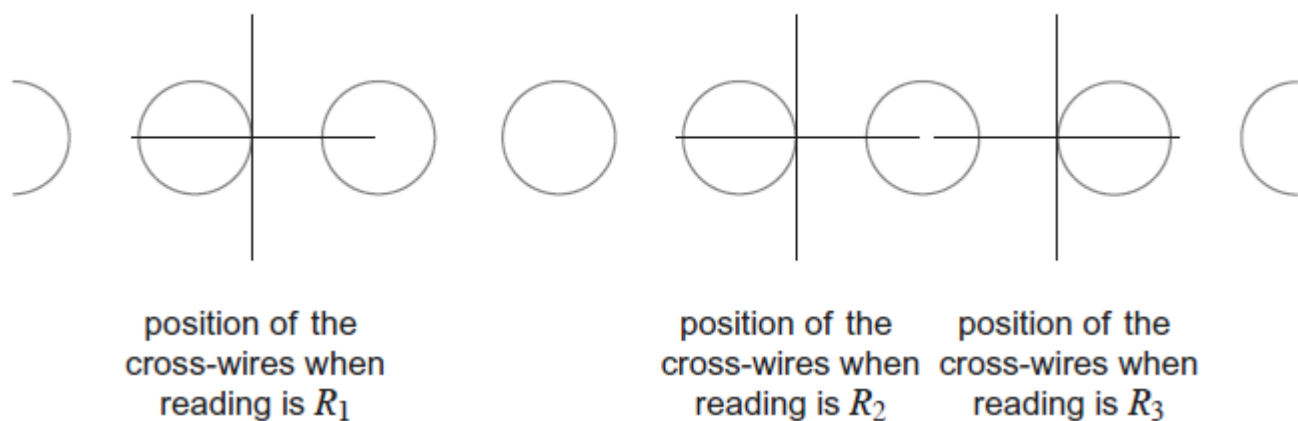 position of the
cross-wires when
reading is R1
position of the
cross-wires when
reading is R2
position of the
cross-wires when
reading is R3